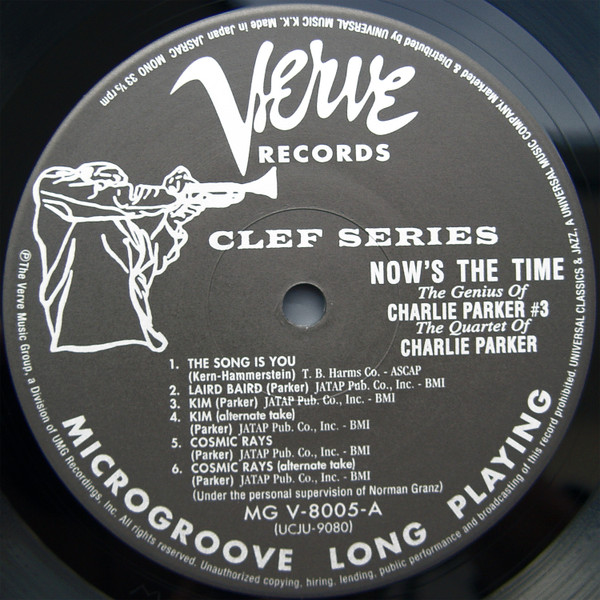 Verve
RECORDS
CLEF SERIES
NOW'S THE TIME
The Genius Of
CHARLIE PARKER #3
The Quartet Of
CHARLIE PARKER
1. THE SONG IS YOU
(Kern-Hammerstein) T. B. Harms Co. - ASCAP
2. LAIRD BAIRD (Parker) JATAP Pub. Co., Inc. - BMI
3. KIM (Parker) JATAP Pub. Co., Inc. - BMI
4. KIM (alternate take)
(Parker) JATAP Pub. Co., Inc. - BMI
5. COSMIC RAYS
(Parker) JATAP Pub. Co., Inc. - BMI
6. COSMIC RAYS (alternate take)
(Parker) JATAP Pub. Co., Inc. - BMI
(Under the personal supervision of Norman Granz)
MG V-8005-A
(UCJU-9080)
MICROGROOVE LONG PLAYING
℗The Verve Music Group, a Division of UMG Recordings, Inc. All rights reserved. Unauthorized copying, hiring, lending, public performance and broadcasting of this record prohibited. UNIVERSAL CLASSICS & JAZZ, A UNIVERSAL MUSIC COMPANY. Marketed & Distributed by UNIVERSAL MUSIC K.K. Made in Japan JASRAC MONO 33 ⅓ rpm